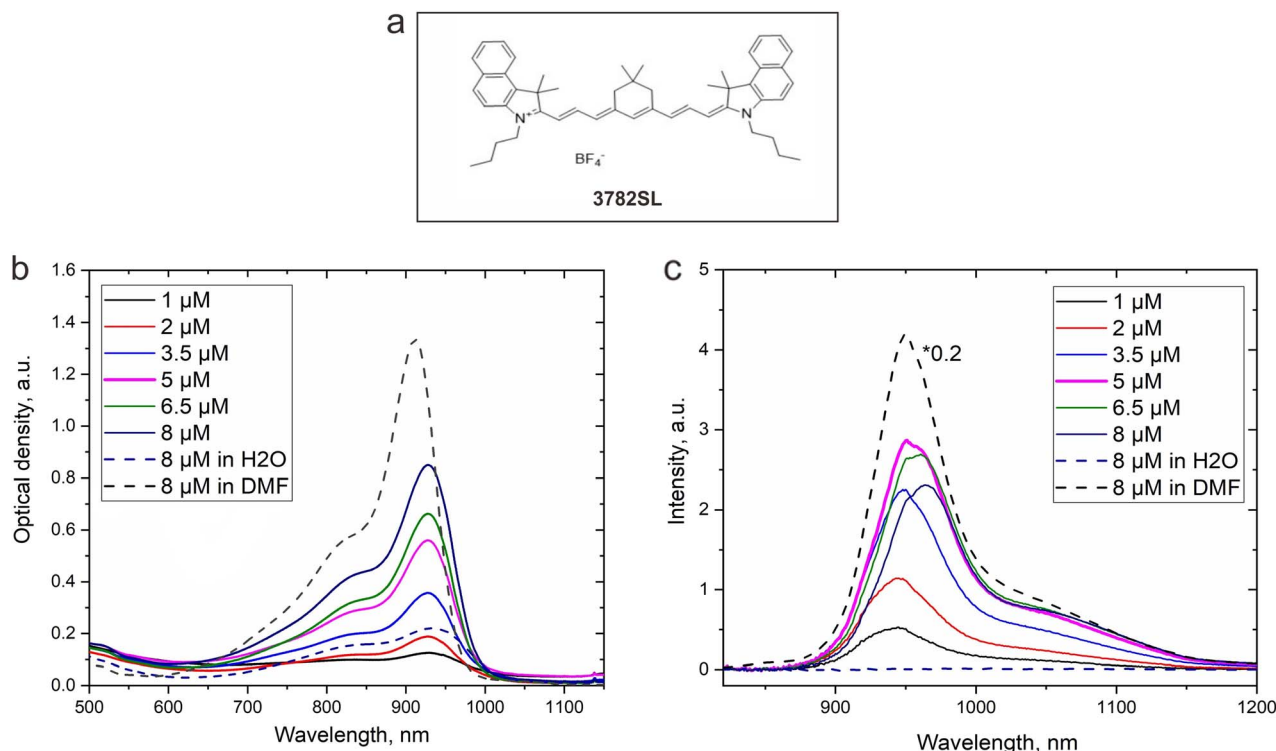 a
N+
N
BF4-
3782SL
b
Optical density, a.u.
1.6
1.4
1.2
1.0
0.8
0.6
0.4
0.2
0.0
1 µM
2 µM
3.5 µM
5 µM
6.5 µM
8 µM
8 µM in H2O
8 µM in DMF
500 600 700 800 900 1000 1100
Wavelength, nm
c
Intensity, a.u.
5
4
3
2
1
0
*0.2
1 µM
2 µM
3.5 µM
5 µM
6.5 µM
8 µM
8 µM in H2O
8 µM in DMF
900 1000 1100 1200
Wavelength, nm